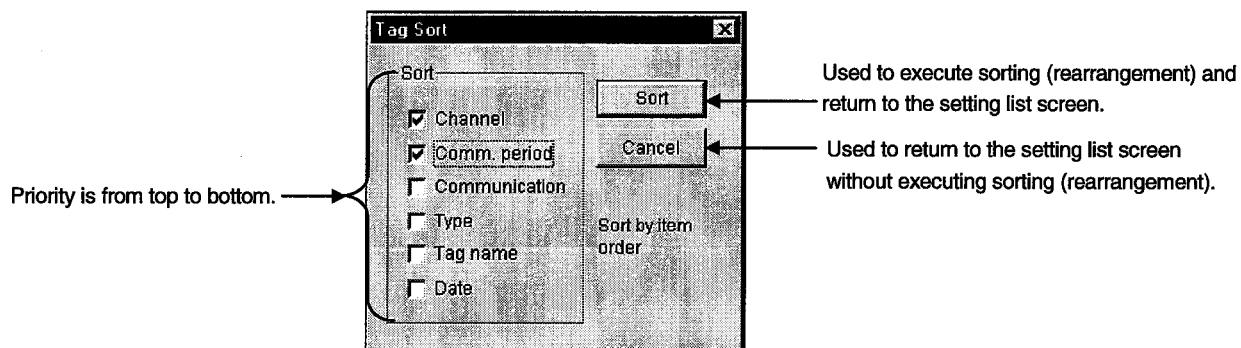 Tag Sort
Sort
Channel
Comm. period
Communication
Type
Tag name
Date
Sort
Cancel
Sort by item
order
Priority is from top to bottom.
Used to execute sorting (rearrangement) and
return to the setting list screen.
Used to return to the setting list screen
without executing sorting (rearrangement).